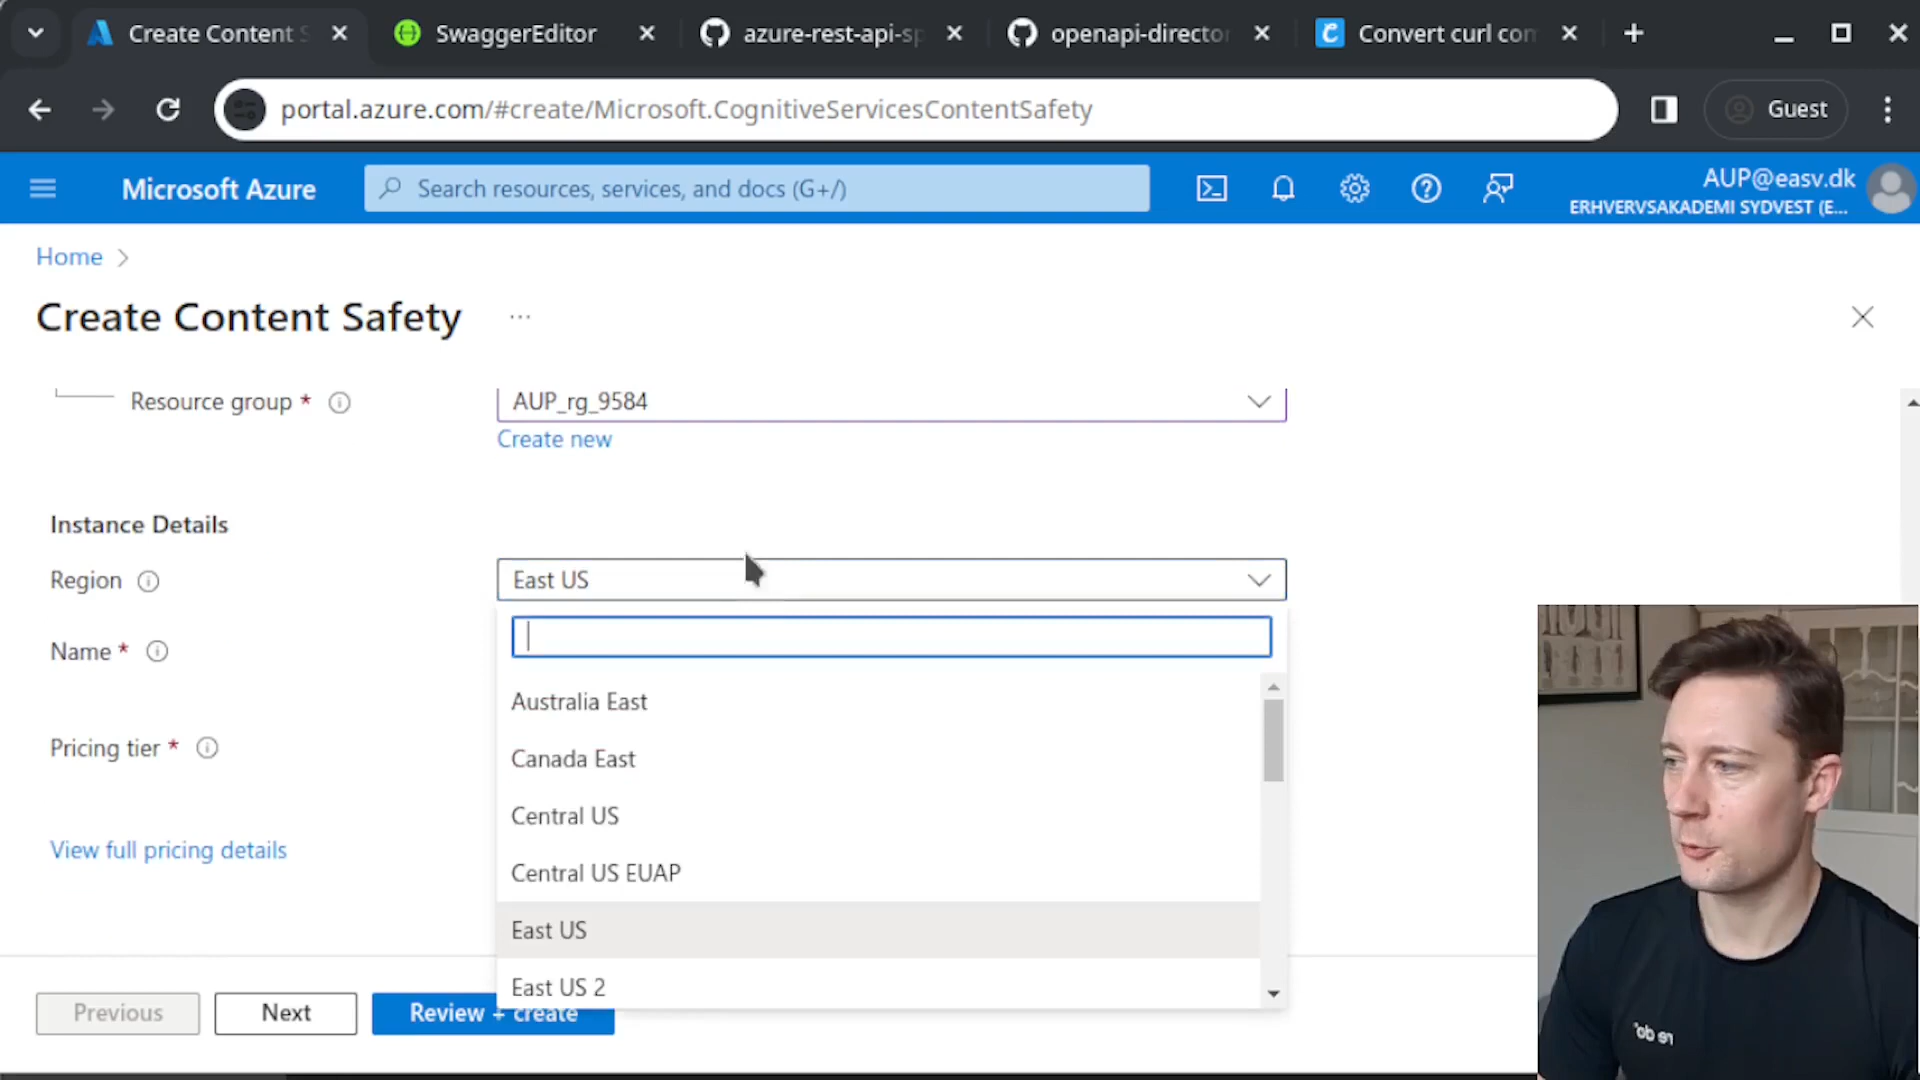 Create Content S
SwaggerEditor
azure-rest-api-sp
openapi-director
Convert curl com
portal.azure.com/#create/Microsoft.CognitiveServicesContentSafety
Guest
Microsoft Azure
Search resources, services, and docs (G+/)
AUP@easv.dk
ERHVERVSAKADEMI SYDVEST (E...
Home
Create Content Safety
...
Resource group *
AUP_rg_9584
Create new
Instance Details
Region
East US
Name *
Australia East
Pricing tier *
Canada East
Central US
View full pricing details
Central US EUAP
East US
East US 2
Previous
Next
Review + create